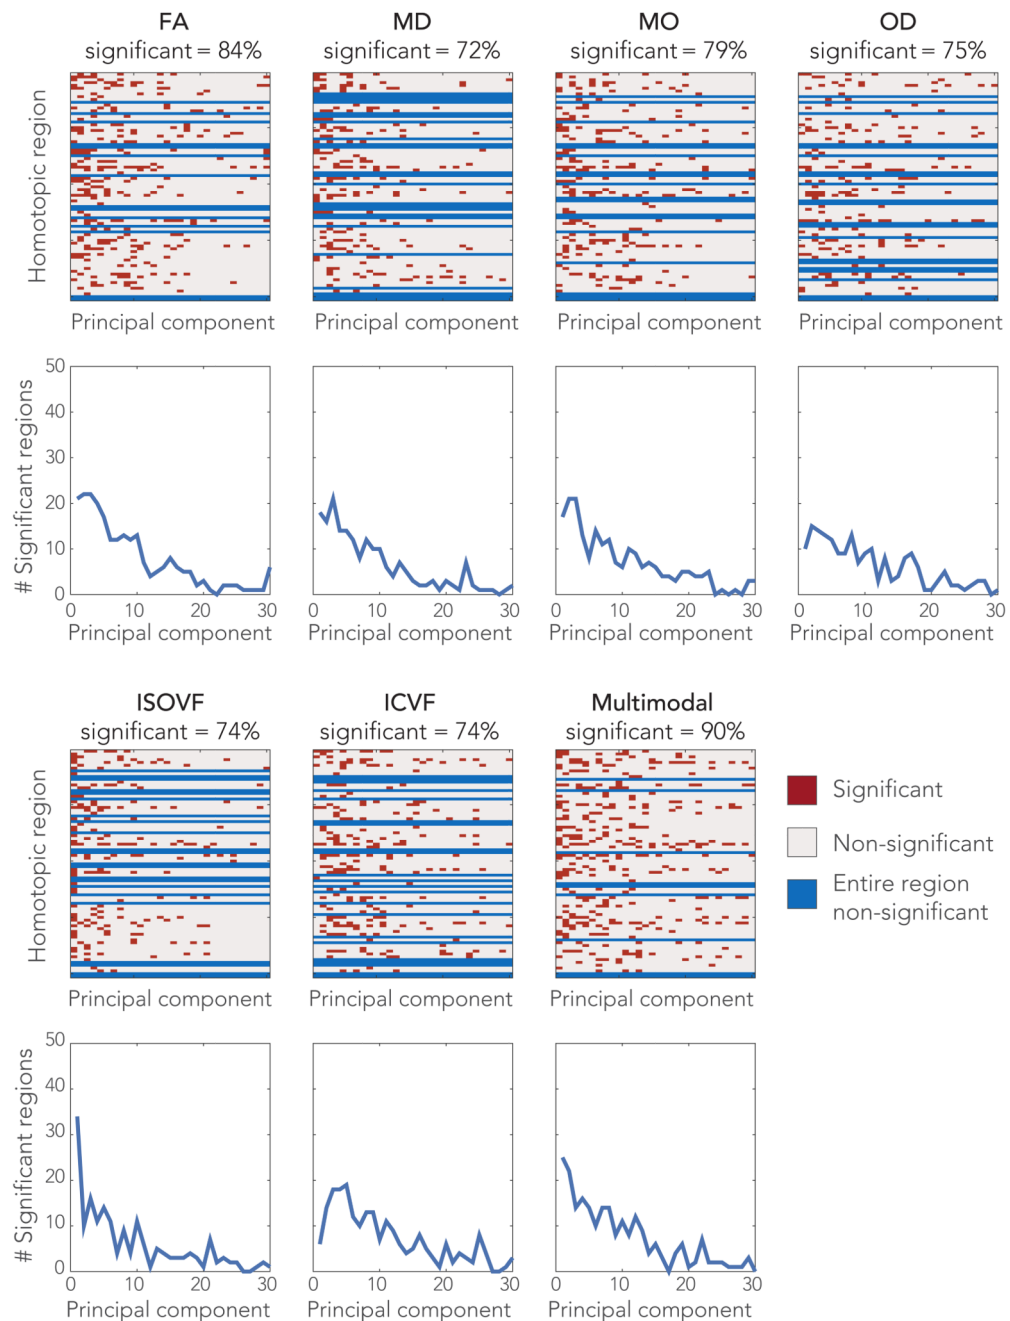 FA
significant = 84%
MD
significant = 72%
MO
significant = 79%
OD
significant = 75%
Homotopic region
Principal component
Principal component
Principal component
Principal component
# Significant regions
50
40
30
20
10
0
0 10 20 30
0 10 20 30
0 10 20 30
0 10 20 30
Principal component
Principal component
Principal component
Principal component
ISOVF
significant = 74%
ICVF
significant = 74%
Multimodal
significant = 90%
Homotopic region
Principal component
Principal component
Principal component
Significant
Non-significant
Entire region
non-significant
# Significant regions
50
40
30
20
10
0
0 10 20 30
0 10 20 30
0 10 20 30
Principal component
Principal component
Principal component